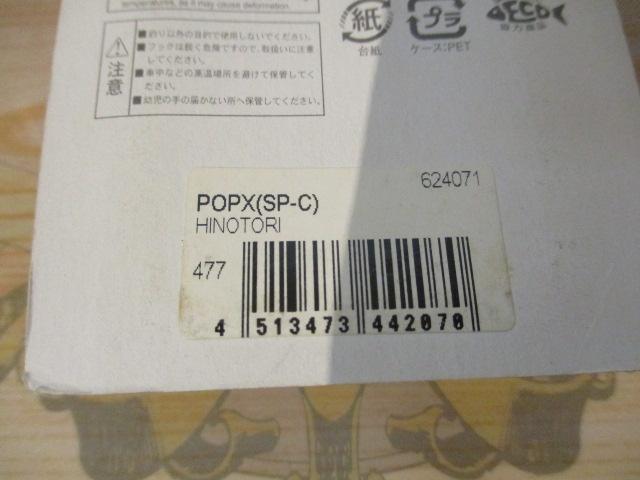 temperatures, as it may cause deformation.
注意
■釣り以外の目的で使用しないでください。
■フックは鋭く危険ですので、取扱いに注意
してください。
■車中などの高温場所を避けて保管してく
ださい。
■幼児の手の届かない所へ保管してください。
紙
台紙
プラ
ケース:PET
ECO
協力商品
624071
POPX(SP-C)
HINOTORI
477
4 513473 442070